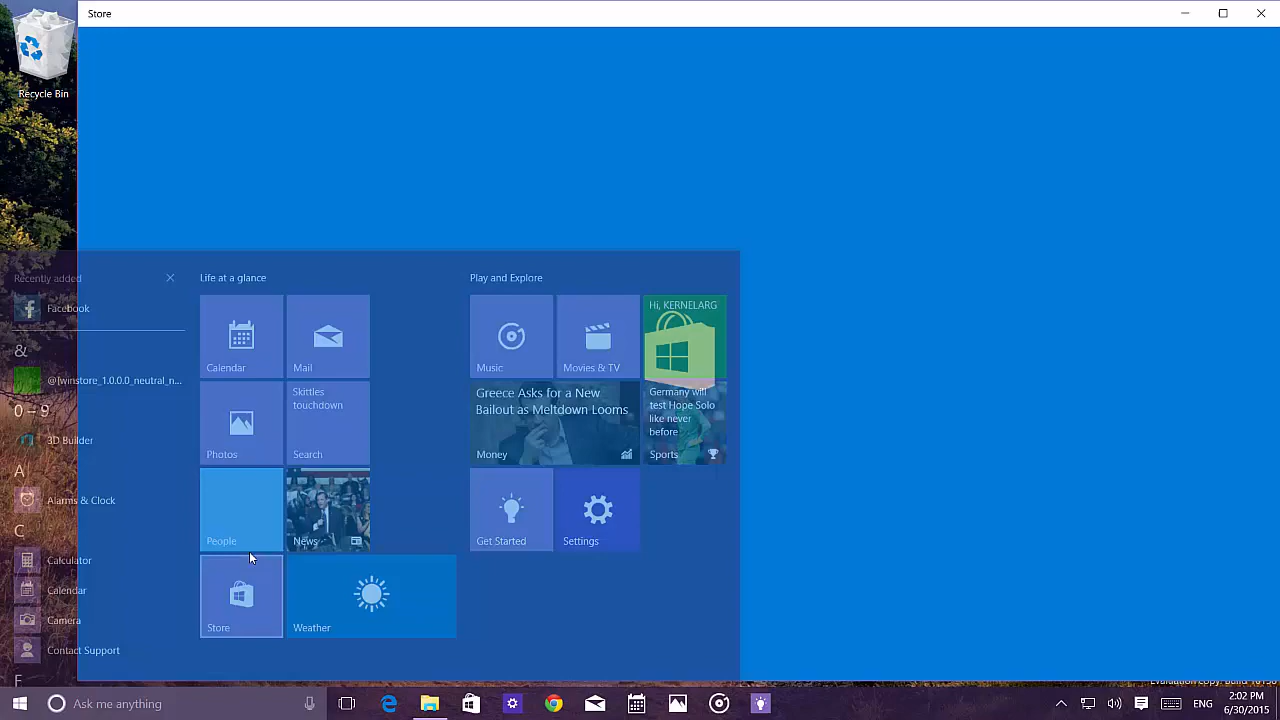 Store
Recycle Bin
Recently added
Life at a glance
Play and Explore
Facebook
&
@{winstore_1.0.0.0_neutral_n...
0 – 9
3D Builder
A
Alarms & Clock
C
Calculator
Calendar
Camera
Contact Support
F
Calendar
Mail
Photos
Skittles
touchdown
Search
People
News
Store
Weather
Music
Movies & TV
Hi, KERNELARG
Greece Asks for a New
Bailout as Meltdown Looms
Money
Germany will
test Hope Solo
like never
before
Sports
Get Started
Settings
Ask me anything
ENG
2:02 PM
6/30/2015